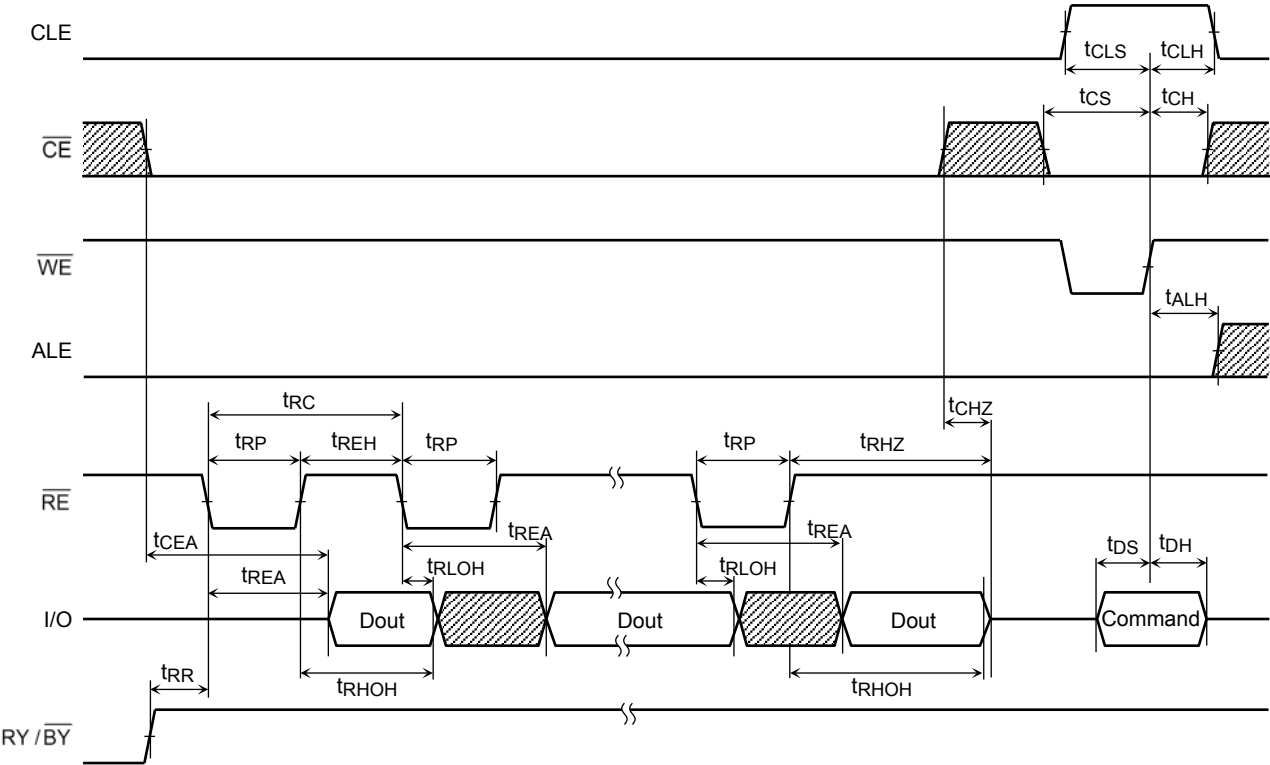 CLE
tCLS
tCLH
tCS
tCH
CE
WE
tALH
ALE
tRC
tCHZ
tRP
tREH
tRP
tRP
tRHZ
RE
tCEA
tREA
tREA
tDS
tDH
tREA
tRLOH
tRLOH
I/O
Dout
Dout
Dout
Command
tRR
tRHOH
tRHOH
RY / BY